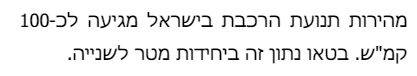 מהירות תנועת הרכבת בישראל מגיעה לכ-100
קמ"ש. בטאו נתון זה ביחידות מטר לשנייה.